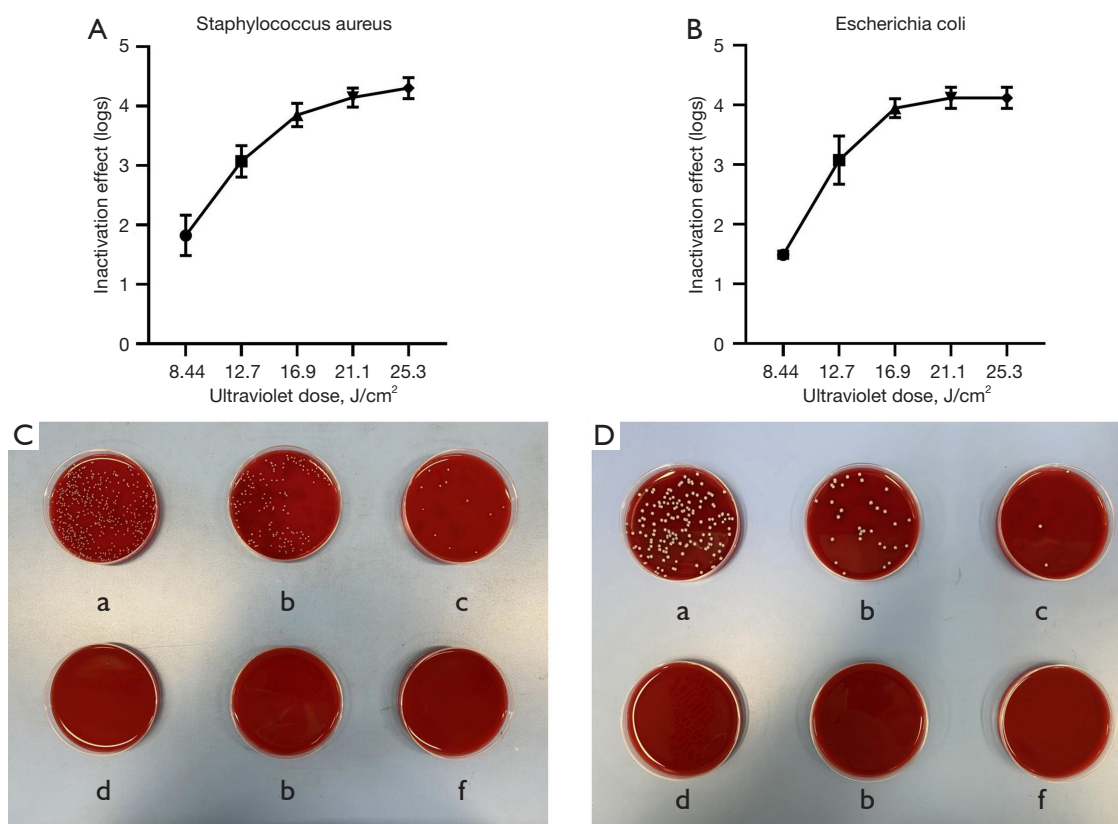 A
Staphylococcus aureus
Inactivation effect (logs)
5
4
3
2
1
0
8.44 12.7 16.9 21.1 25.3
Ultraviolet dose, J/cm²
B
Escherichia coli
Inactivation effect (logs)
5
4
3
2
1
0
8.44 12.7 16.9 21.1 25.3
Ultraviolet dose, J/cm²
C
a b c
d b f
D
a b c
d b f